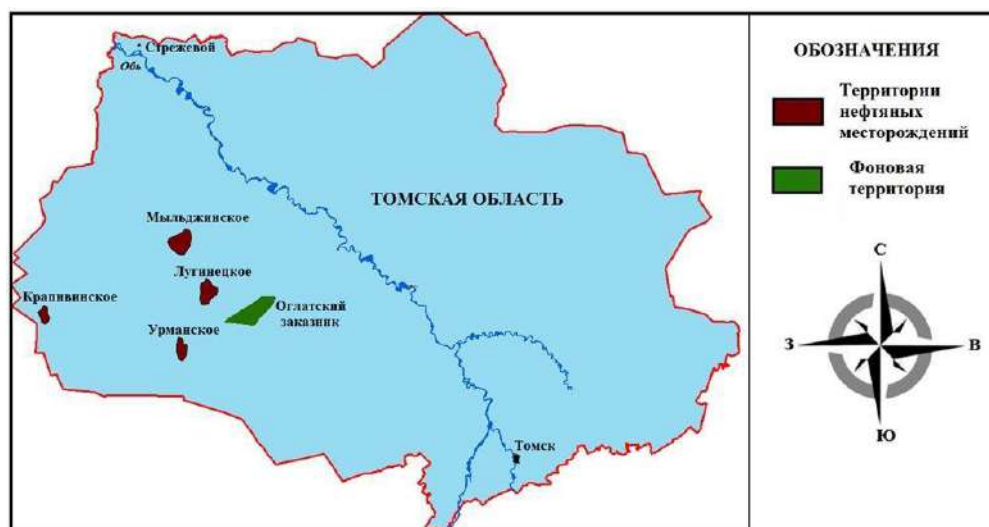 Стрежевой
Обь
ТОМСКАЯ ОБЛАСТЬ
Мыльджинское
Лугинецкое
Крапивинское
Оглатский
заказник
Урманское
Томск
ОБОЗНАЧЕНИЯ
Территории
нефтяных
месторождений
Фоновая
территория
С
З
В
Ю